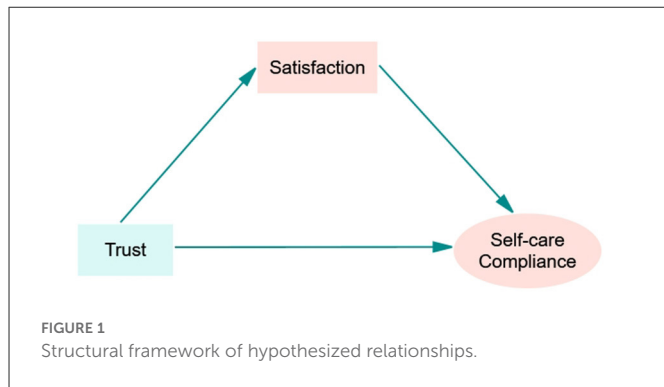 Satisfaction
Trust
Self-care
Compliance
FIGURE 1
Structural framework of hypothesized relationships.